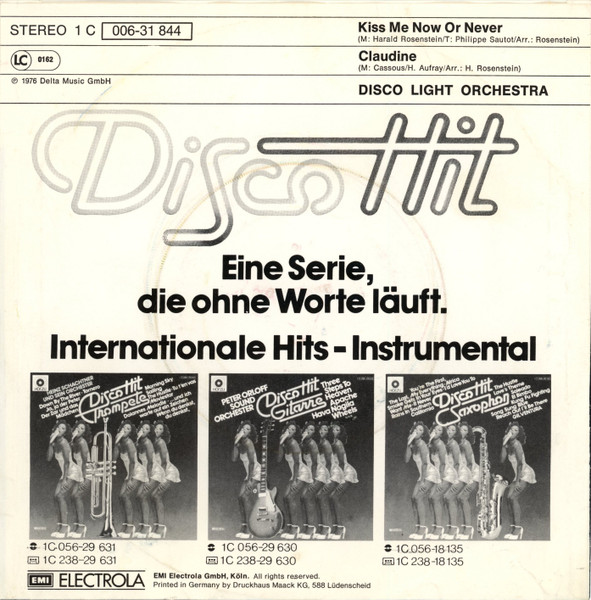 STEREO 1 C 006-31 844
LC 0162
℗ 1976 Delta Music GmbH
Kiss Me Now Or Never
(M: Harald Rosenstein/T: Philippe Sautot/Arr.: Rosenstein)
Claudine
(M: Cassous/H. Aufray/Arr.: H. Rosenstein)
DISCO LIGHT ORCHESTRA
Disco Hit
Eine Serie,
die ohne Worte läuft.
Internationale Hits – Instrumental
HEINZ SCHACHTNER
UND SEIN ORCHESTER
Disco Hit
Trompete
PETER ORLOFF
SOUND
ORCHESTER
Disco Hit
Gitarre
Three
Steps To
Heaven
Apache
Hava Nagila
Wheels
Disco Hit
Saxophon
1C 056-29 631
1C 238-29 631
1C 056-29 630
1C 238-29 630
1C 056-18 135
1C 238-18 135
EMI ELECTROLA
EMI Electrola GmbH, Köln. All rights reserved.
Printed in Germany by Druckhaus Maack KG, 588 Lüdenscheid